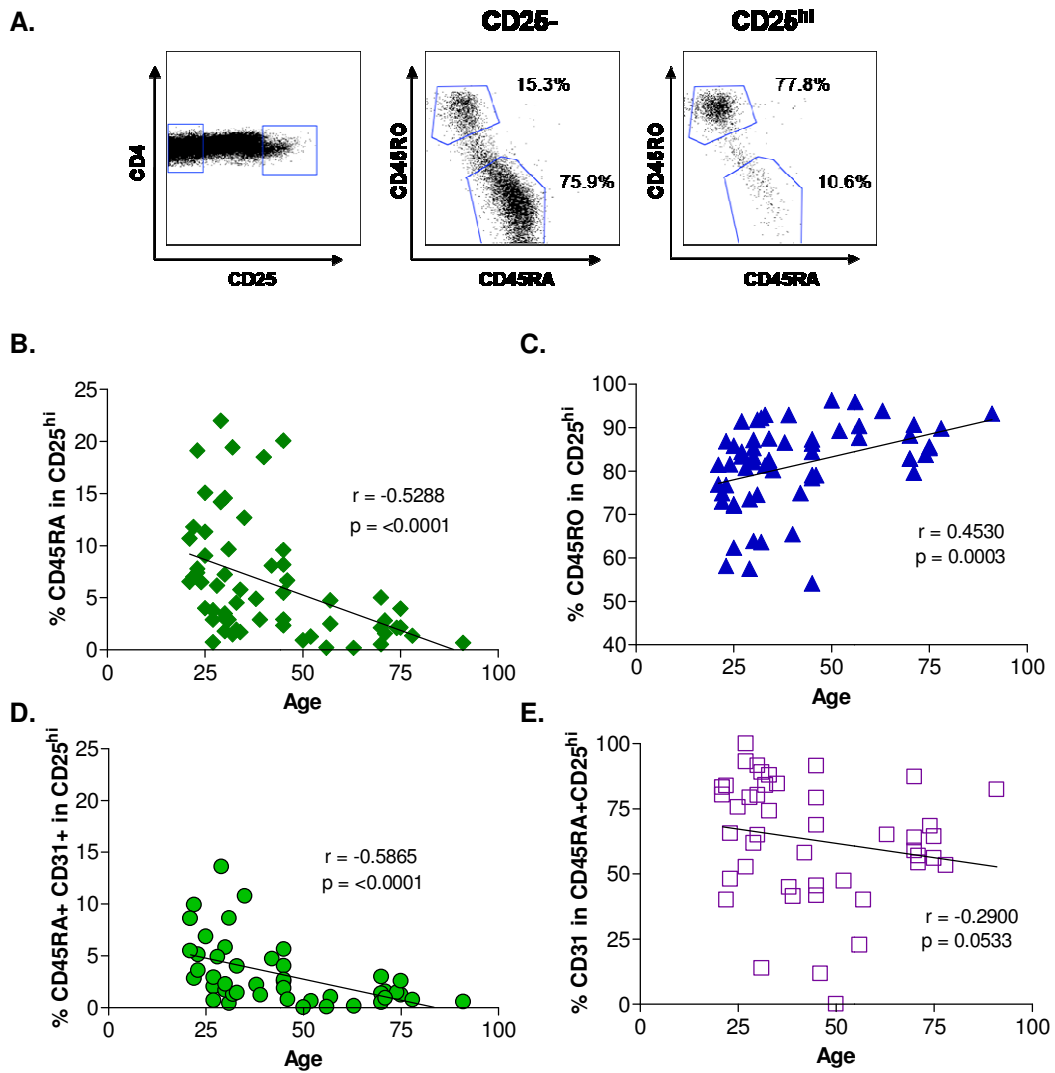 A.
CD25- CD25hi
15.3% 77.8%
CD4 CD45RO CD45RO
75.9% 10.6%
CD25 CD45RA CD45RA
B.
% CD45RA in CD25hi
25
20
15
10
5
0
r = -0.5288
p = <0.0001
0 25 50 75 100
Age
C.
% CD45RO in CD25hi
100
90
80
70
60
50
40
r = 0.4530
p = 0.0003
0 25 50 75 100
Age
D.
% CD45RA+ CD31+ in CD25hi
25
20
15
10
5
0
r = -0.5865
p = <0.0001
0 25 50 75 100
Age
E.
% CD31 in CD45RA+CD25hi
100
75
50
25
0
r = -0.2900
p = 0.0533
0 25 50 75 100
Age